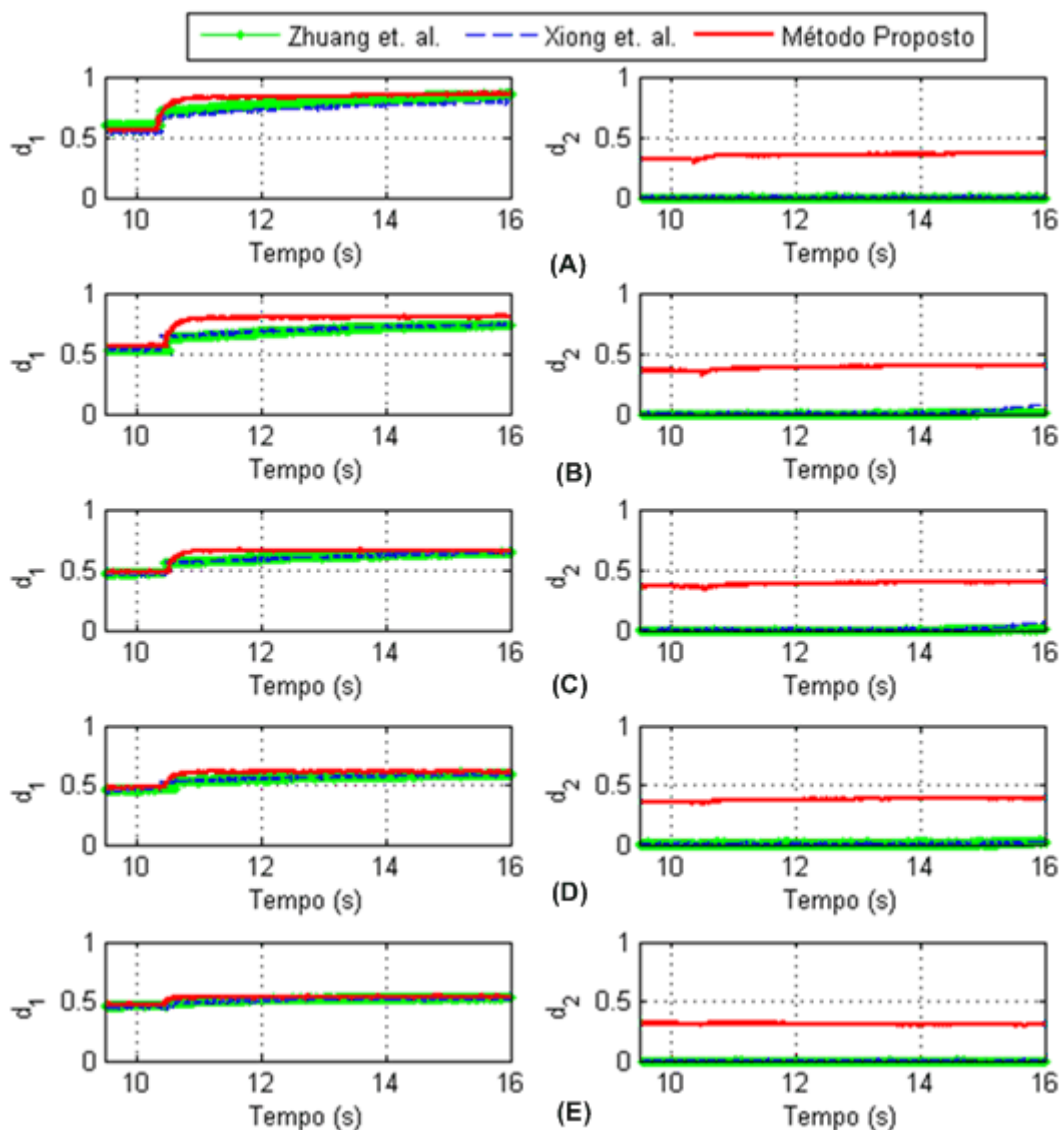 Zhuang et. al. Xiong et. al. Método Proposto
1 1
d1 0.5 d2 0.5
0 0
10 12 14 16 10 12 14 16
Tempo (s) Tempo (s)
(A)
1 1
d1 0.5 d2 0.5
0 0
10 12 14 16 10 12 14 16
Tempo (s) Tempo (s)
(B)
1 1
d1 0.5 d2 0.5
0 0
10 12 14 16 10 12 14 16
Tempo (s) Tempo (s)
(C)
1 1
d1 0.5 d2 0.5
0 0
10 12 14 16 10 12 14 16
Tempo (s) Tempo (s)
(D)
1 1
d1 0.5 d2 0.5
0 0
10 12 14 16 10 12 14 16
Tempo (s) Tempo (s)
(E)